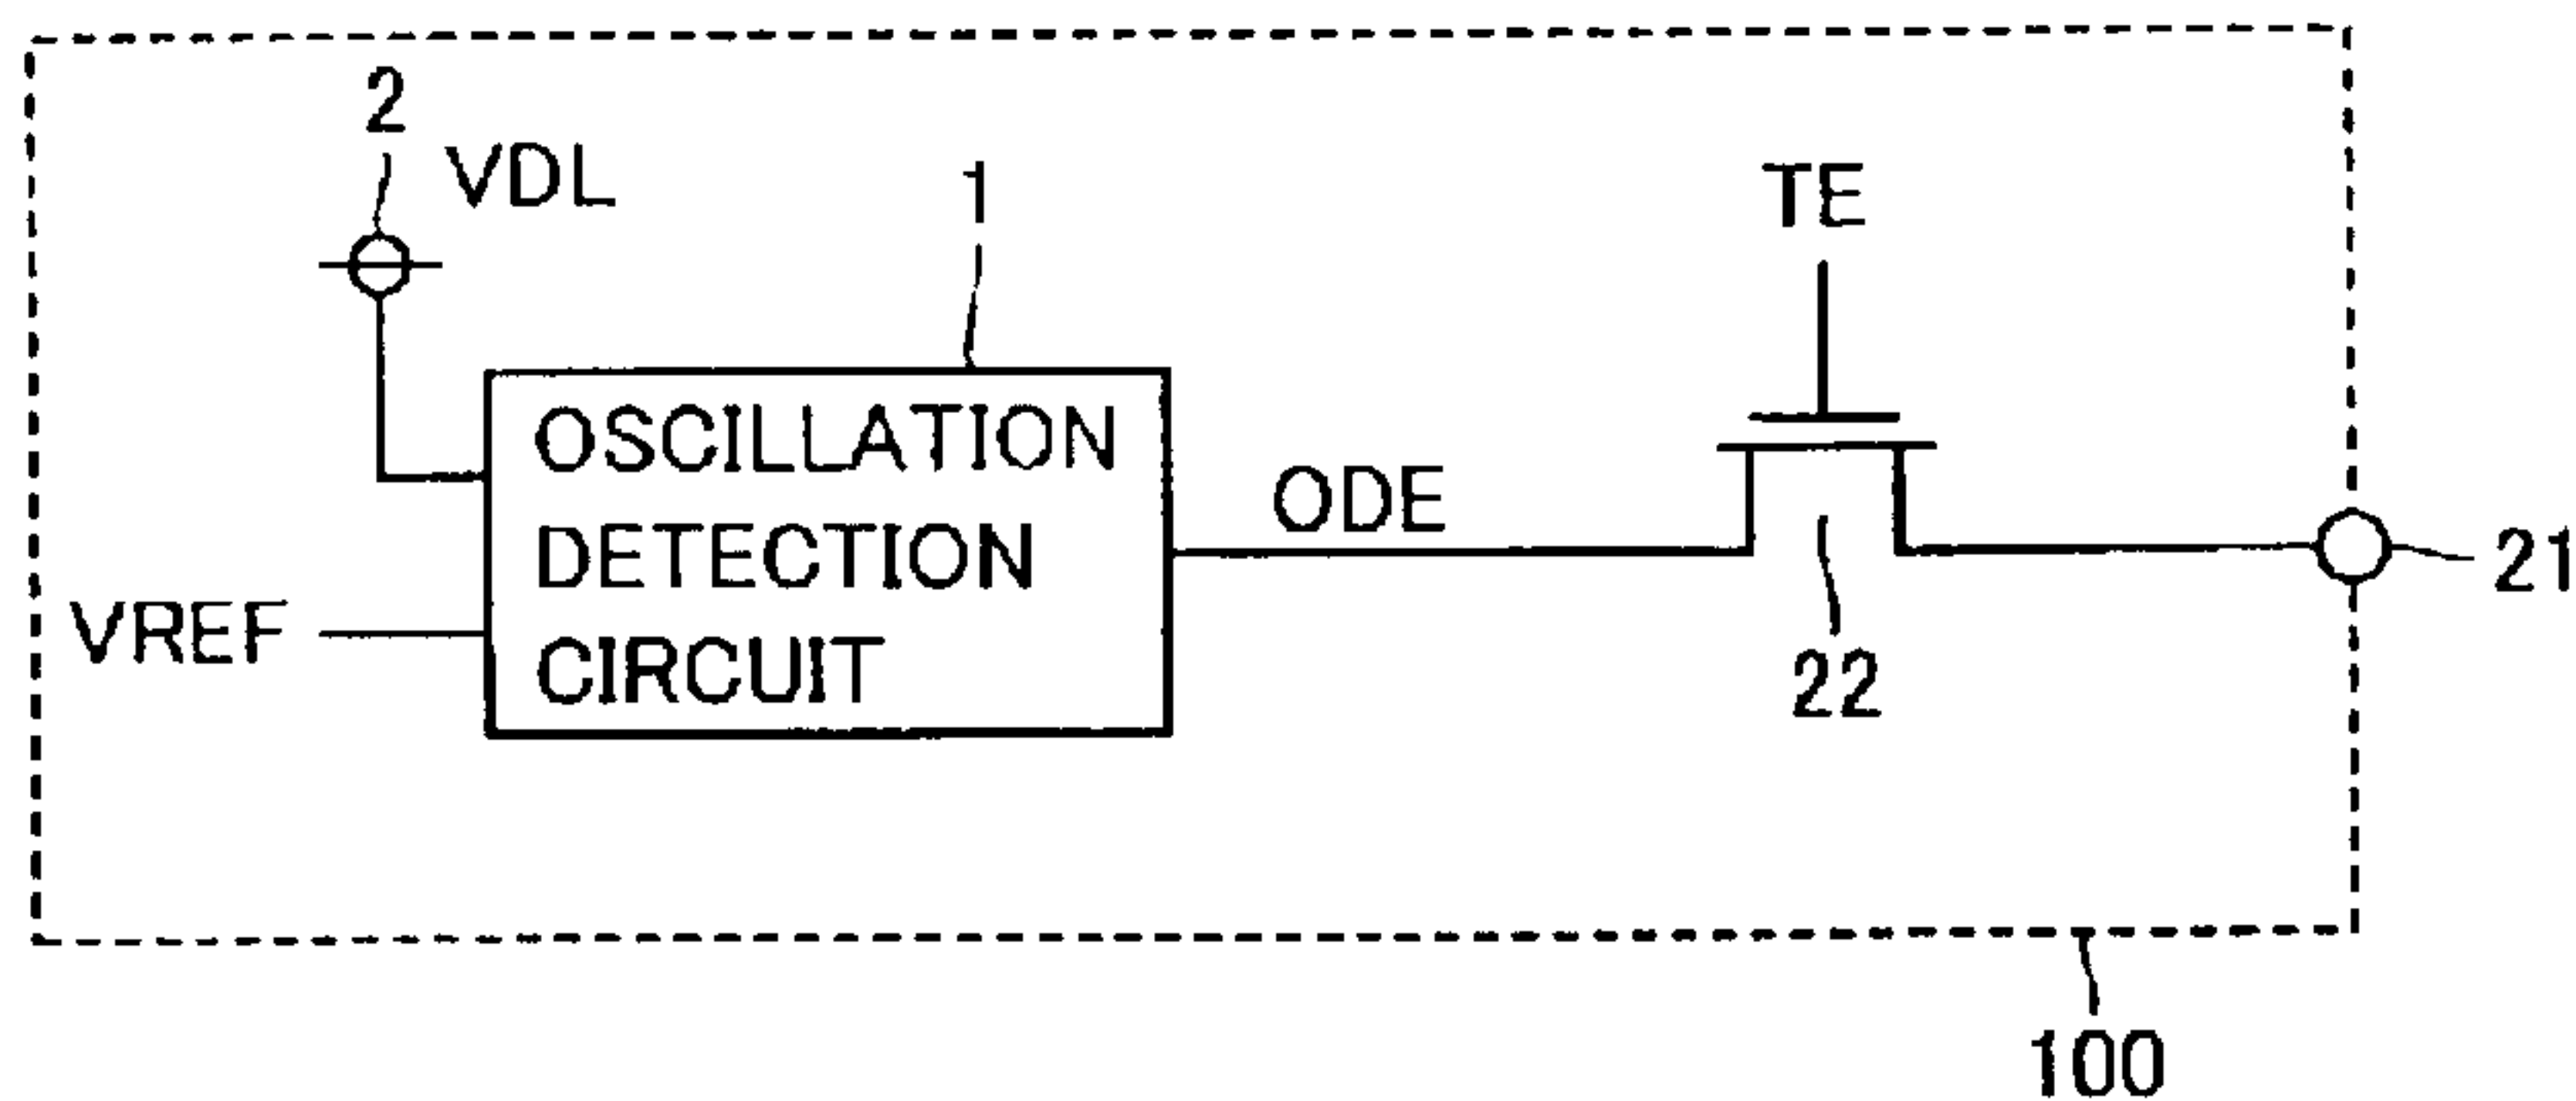 2
VDL
1
TE
OSCILLATION
DETECTION
CIRCUIT
ODE
VREF
22
21
100